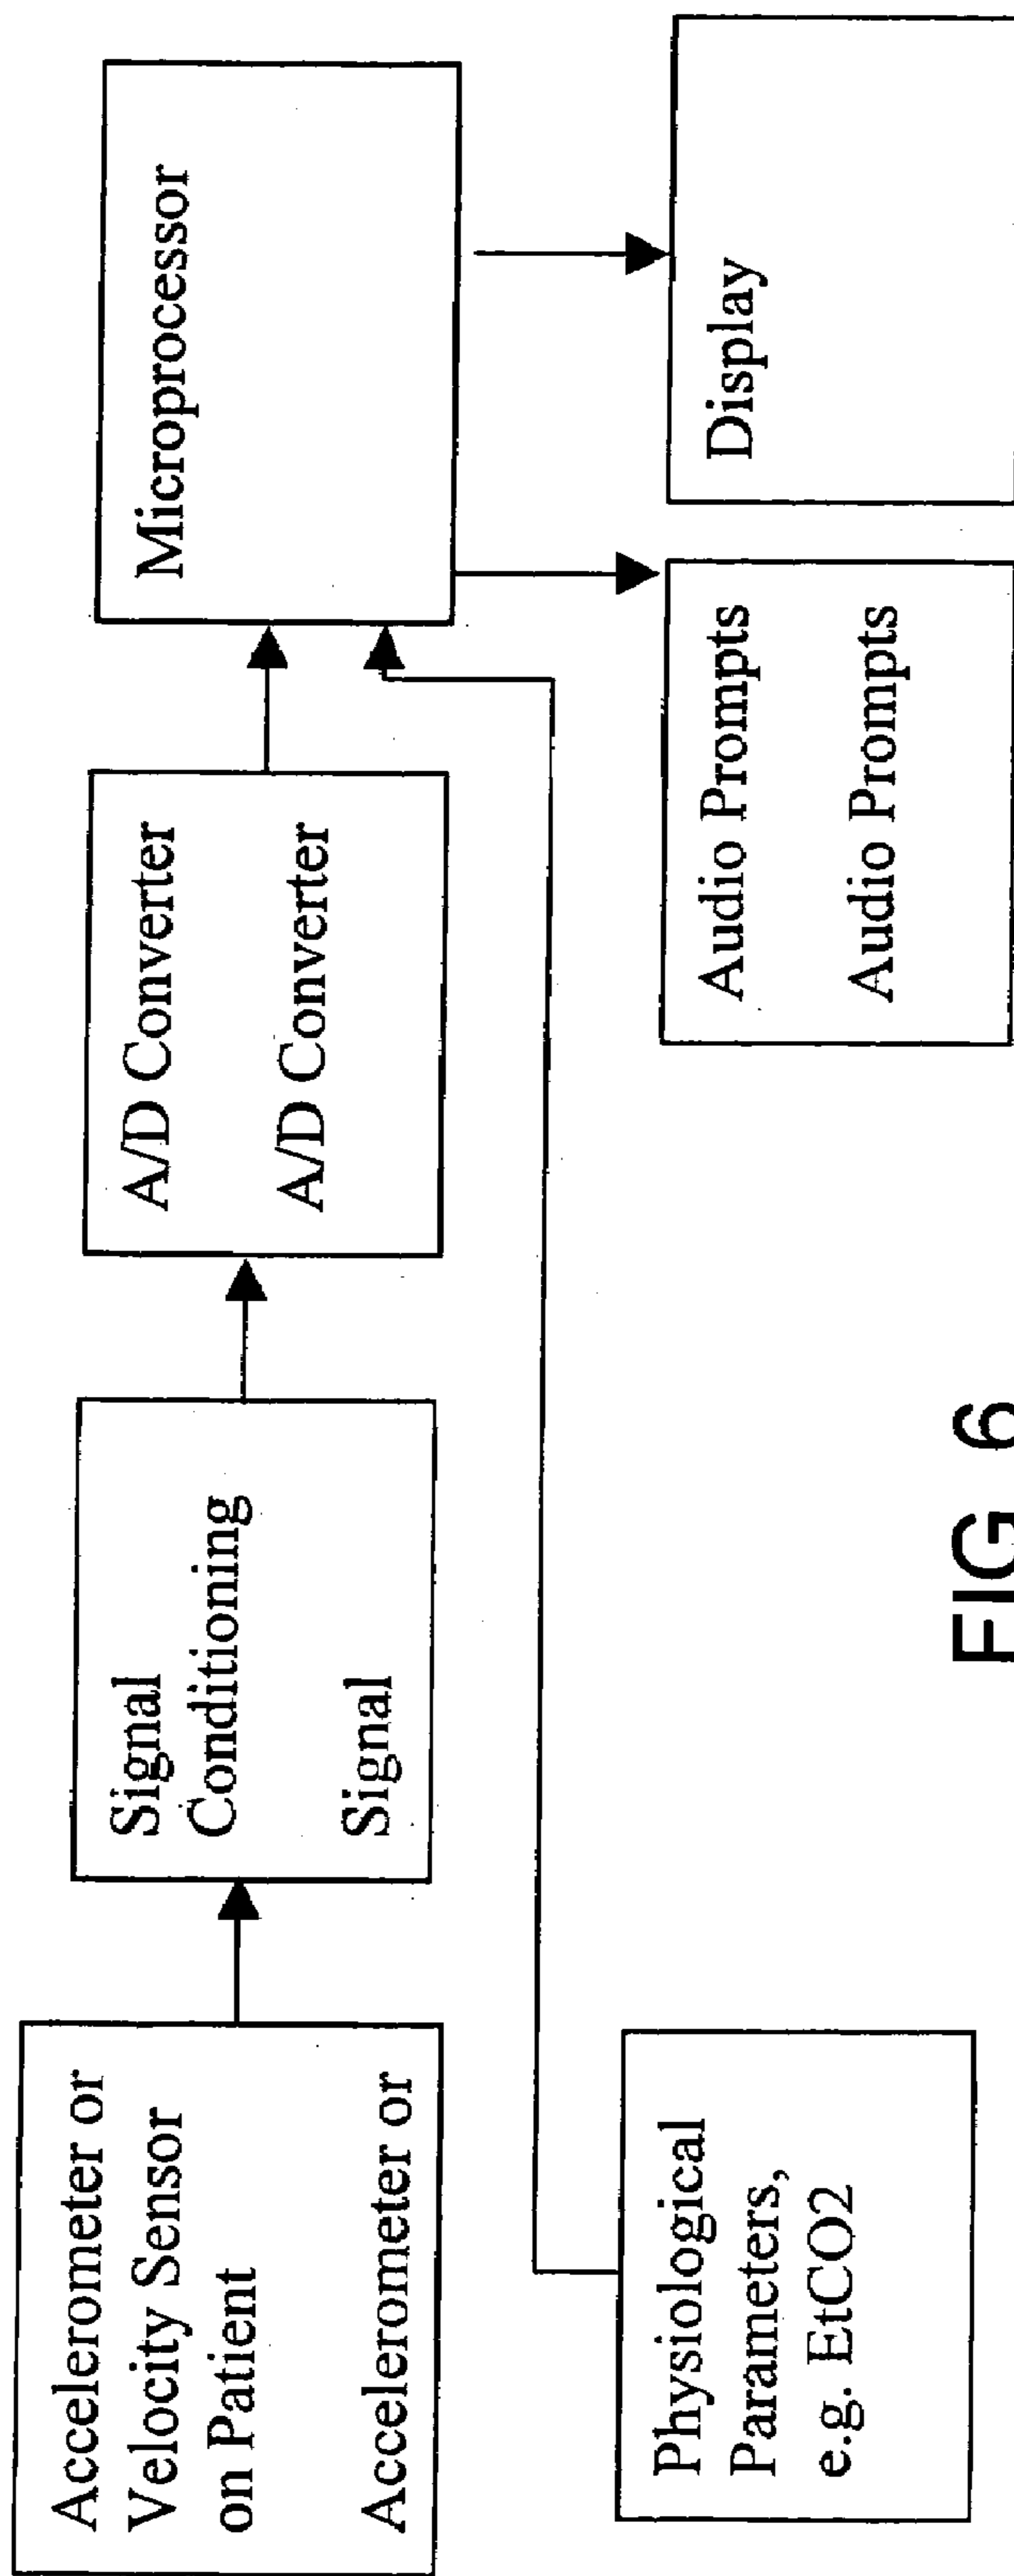 Accelerometer or
Velocity Sensor
on Patient
Accelerometer or
Signal
Conditioning
Signal
A/D Converter
A/D Converter
Microprocessor
Physiological
Parameters,
e.g. EtCO2
Audio Prompts
Audio Prompts
Display
FIG 6